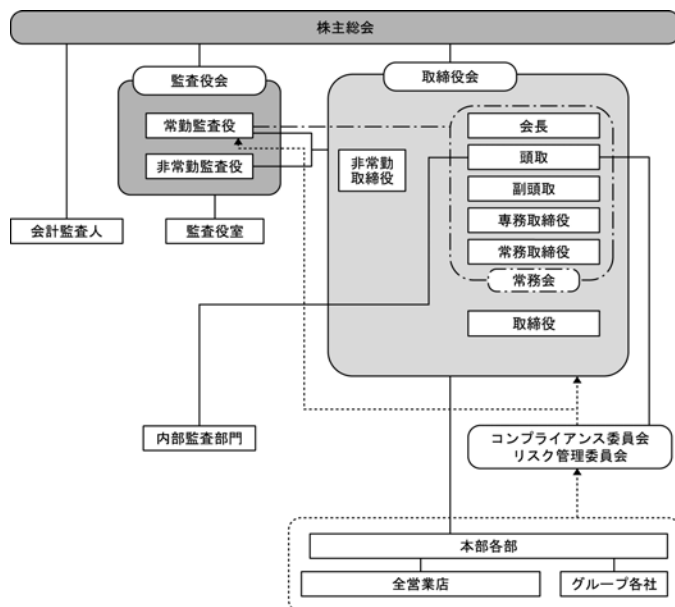 株主総会
監査役会
取締役会
常勤監査役
非常勤監査役
会長
頭取
副頭取
専務取締役
常務取締役
常務会
取締役
非常勤
取締役
会計監査人
監査役室
内部監査部門
コンプライアンス委員会
リスク管理委員会
本部各部
全営業店
グループ各社